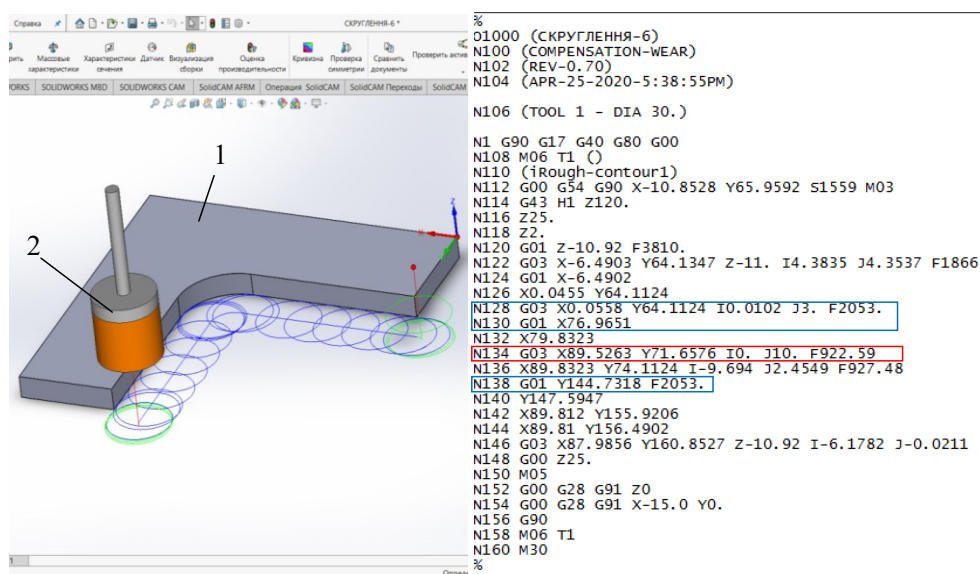 Справка
СКРУГЛЕННЯ-6 *
Массовые характеристики
Характеристики сечения
Датчик
Визуализация сборки
Оценка производительности
Кривизна
Проверка симметрии
Сравнить документы
Проверить актив
SOLIDWORKS MBD
SOLIDWORKS CAM
SolidCAM AFRM
Операция SolidCAM
SolidCAM Переходы
SolidCAM
1
2
Z
%
O1000 (СКРУГЛЕННЯ-6)
N100 (COMPENSATION-WEAR)
N102 (REV-0.70)
N104 (APR-25-2020-5:38:55PM)
N106 (TOOL 1 - DIA 30.)
N1 G90 G17 G40 G80 G00
N108 M06 T1 ()
N110 (iRough-contour1)
N112 G00 G54 G90 X-10.8528 Y65.9592 S1559 M03
N114 G43 H1 Z120.
N116 Z25.
N118 Z2.
N120 G01 Z-10.92 F3810.
N122 G03 X-6.4903 Y64.1347 Z-11. I4.3835 J4.3537 F1866
N124 G01 X-6.4902
N126 X0.0455 Y64.1124
N128 G03 X0.0558 Y64.1124 I0.0102 J3. F2053.
N130 G01 X76.9651
N132 X79.8323
N134 G03 X89.5263 Y71.6576 I0. J10. F922.59
N136 X89.8323 Y74.1124 I-9.694 J2.4549 F927.48
N138 G01 Y144.7318 F2053.
N140 Y147.5947
N142 X89.812 Y155.9206
N144 X89.81 Y156.4902
N146 G03 X87.9856 Y160.8527 Z-10.92 I-6.1782 J-0.0211
N148 G00 Z25.
N150 M05
N152 G00 G28 G91 Z0
N154 G00 G28 G91 X-15.0 Y0.
N156 G90
N158 M06 T1
N160 M30
%